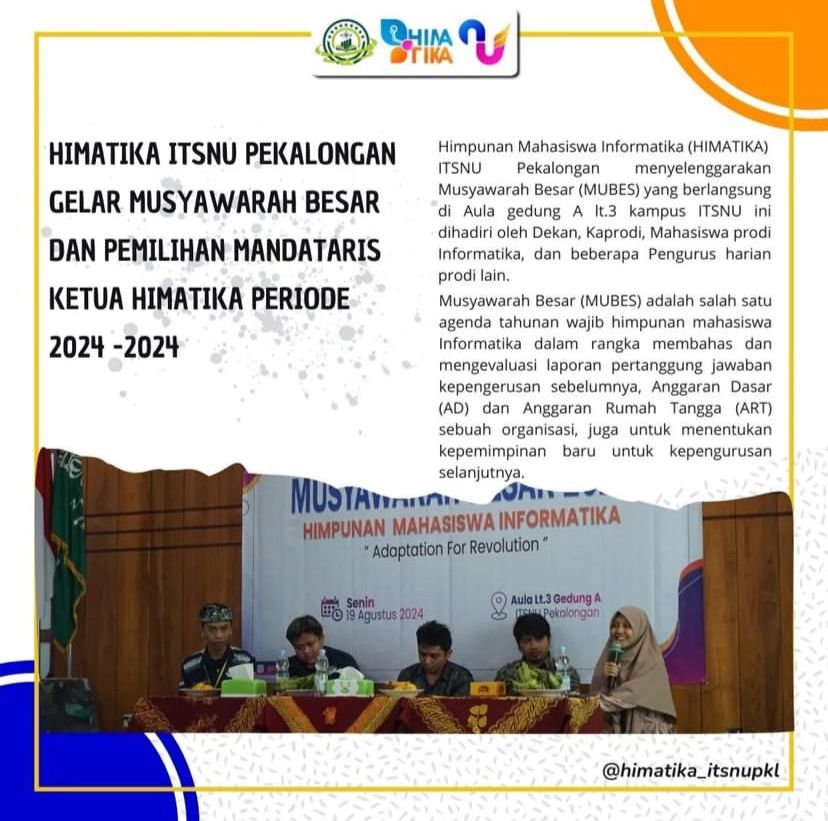 HIMA
TIKA
HIMATIKA ITSNU PEKALONGAN
GELAR MUSYAWARAH BESAR
DAN PEMILIHAN MANDATARIS
KETUA HIMATIKA PERIODE
2024 -2024
Himpunan Mahasiswa Informatika (HIMATIKA)
ITSNU Pekalongan menyelenggarakan
Musyawarah Besar (MUBES) yang berlangsung
di Aula gedung A lt.3 kampus ITSNU ini
dihadiri oleh Dekan, Kaprodi, Mahasiswa prodi
Informatika, dan beberapa Pengurus harian
prodi lain.
Musyawarah Besar (MUBES) adalah salah satu
agenda tahunan wajib himpunan mahasiswa
Informatika dalam rangka membahas dan
mengevaluasi laporan pertanggung jawaban
kepengerusan sebelumnya, Anggaran Dasar
(AD) dan Anggaran Rumah Tangga (ART)
sebuah organisasi, juga untuk menentukan
kepemimpinan baru untuk kepengurusan
selanjutnya.
MUSYAWARAH BESAR
HIMPUNAN MAHASISWA INFORMATIKA
" Adaptation For Revolution "
Senin
19 Agustus 2024
Aula Lt.3 Gedung A
ITSNU Pekalongan
@himatika_itsnupkl